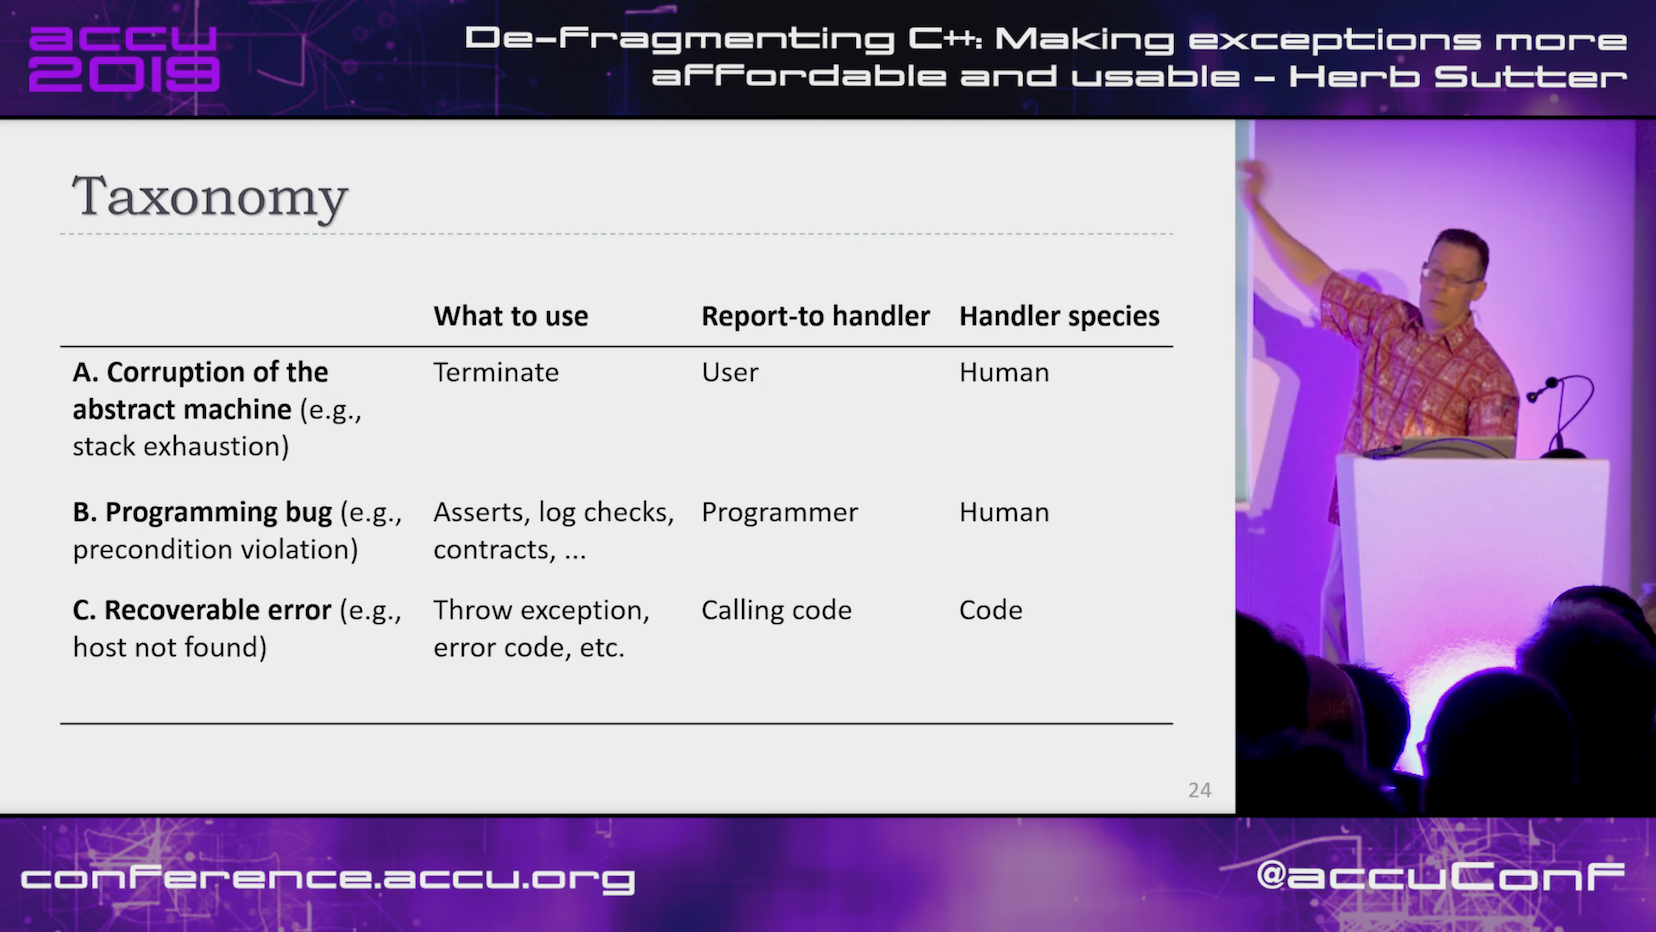 accu
2019
De-fragmenting C++: Making exceptions more
affordable and usable - Herb Sutter
Taxonomy
What to use Report-to handler Handler species
A. Corruption of the
abstract machine (e.g.,
stack exhaustion)
Terminate
User
Human
B. Programming bug (e.g.,
precondition violation)
Asserts, log checks,
contracts, ...
Programmer
Human
C. Recoverable error (e.g.,
host not found)
Throw exception,
error code, etc.
Calling code
Code
24
conference.accu.org
@accuConf